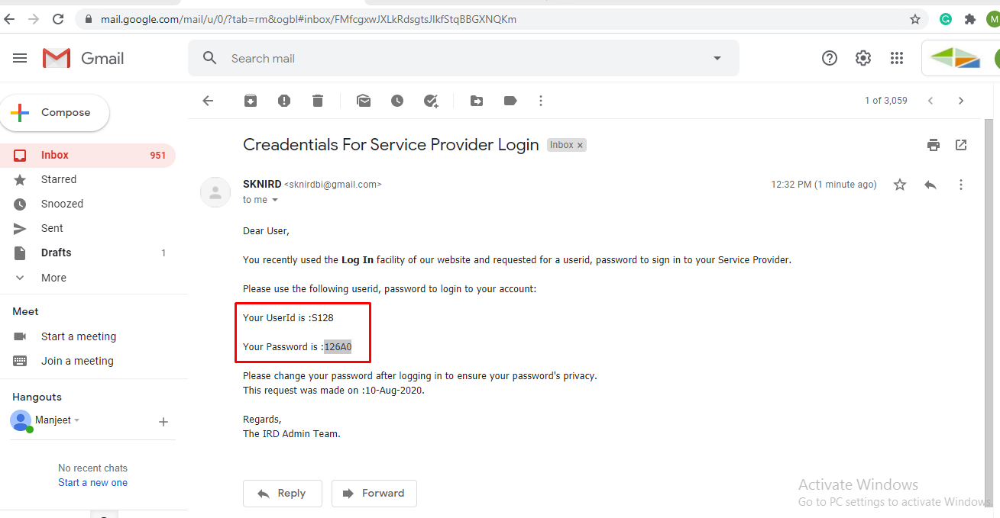 mail.google.com/mail/u/0/?tab=rm&ogbl#inbox/FMfcgxwJXLkRdsgtsJlkfStqBBGXNQKm
M
Gmail
Search mail
Compose
1 of 3,059
Inbox 951
Starred
Snoozed
Sent
Drafts 1
More
Meet
Start a meeting
Join a meeting
Hangouts
Manjeet
No recent chats
Start a new one
Creadentials For Service Provider Login Inbox x
SKNIRD <sknirdbi@gmail.com> 12:32 PM (1 minute ago)
to me
Dear User,
You recently used the Log In facility of our website and requested for a userid, password to sign in to your Service Provider.
Please use the following userid, password to login to your account:
Your UserId is :S128
Your Password is :126A0
Please change your password after logging in to ensure your password's privacy.
This request was made on :10-Aug-2020.
Regards,
The IRD Admin Team.
Reply Forward
Activate Windows
Go to PC settings to activate Windows.